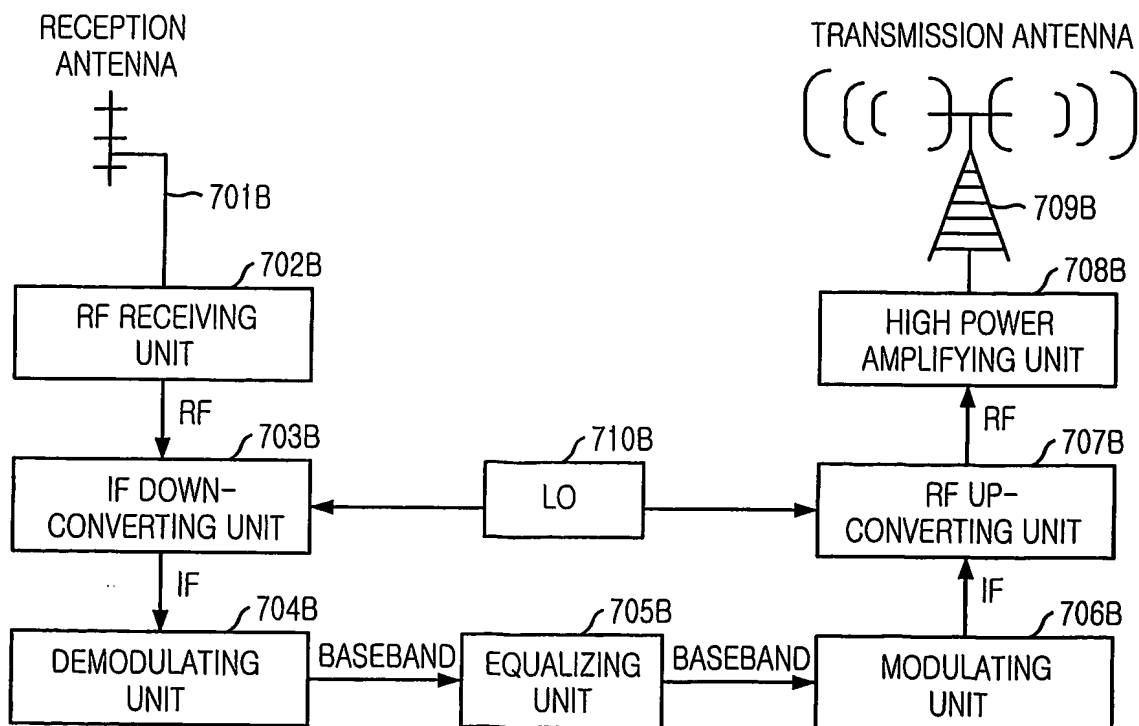 RECEPTION
ANTENNA
TRANSMISSION ANTENNA
701B
709B
702B
RF RECEIVING
UNIT
708B
HIGH POWER
AMPLIFYING UNIT
RF
RF
703B
IF DOWN-
CONVERTING UNIT
710B
LO
707B
RF UP-
CONVERTING UNIT
IF
IF
704B
DEMODULATING
UNIT
BASEBAND
705B
EQUALIZING
UNIT
BASEBAND
706B
MODULATING
UNIT